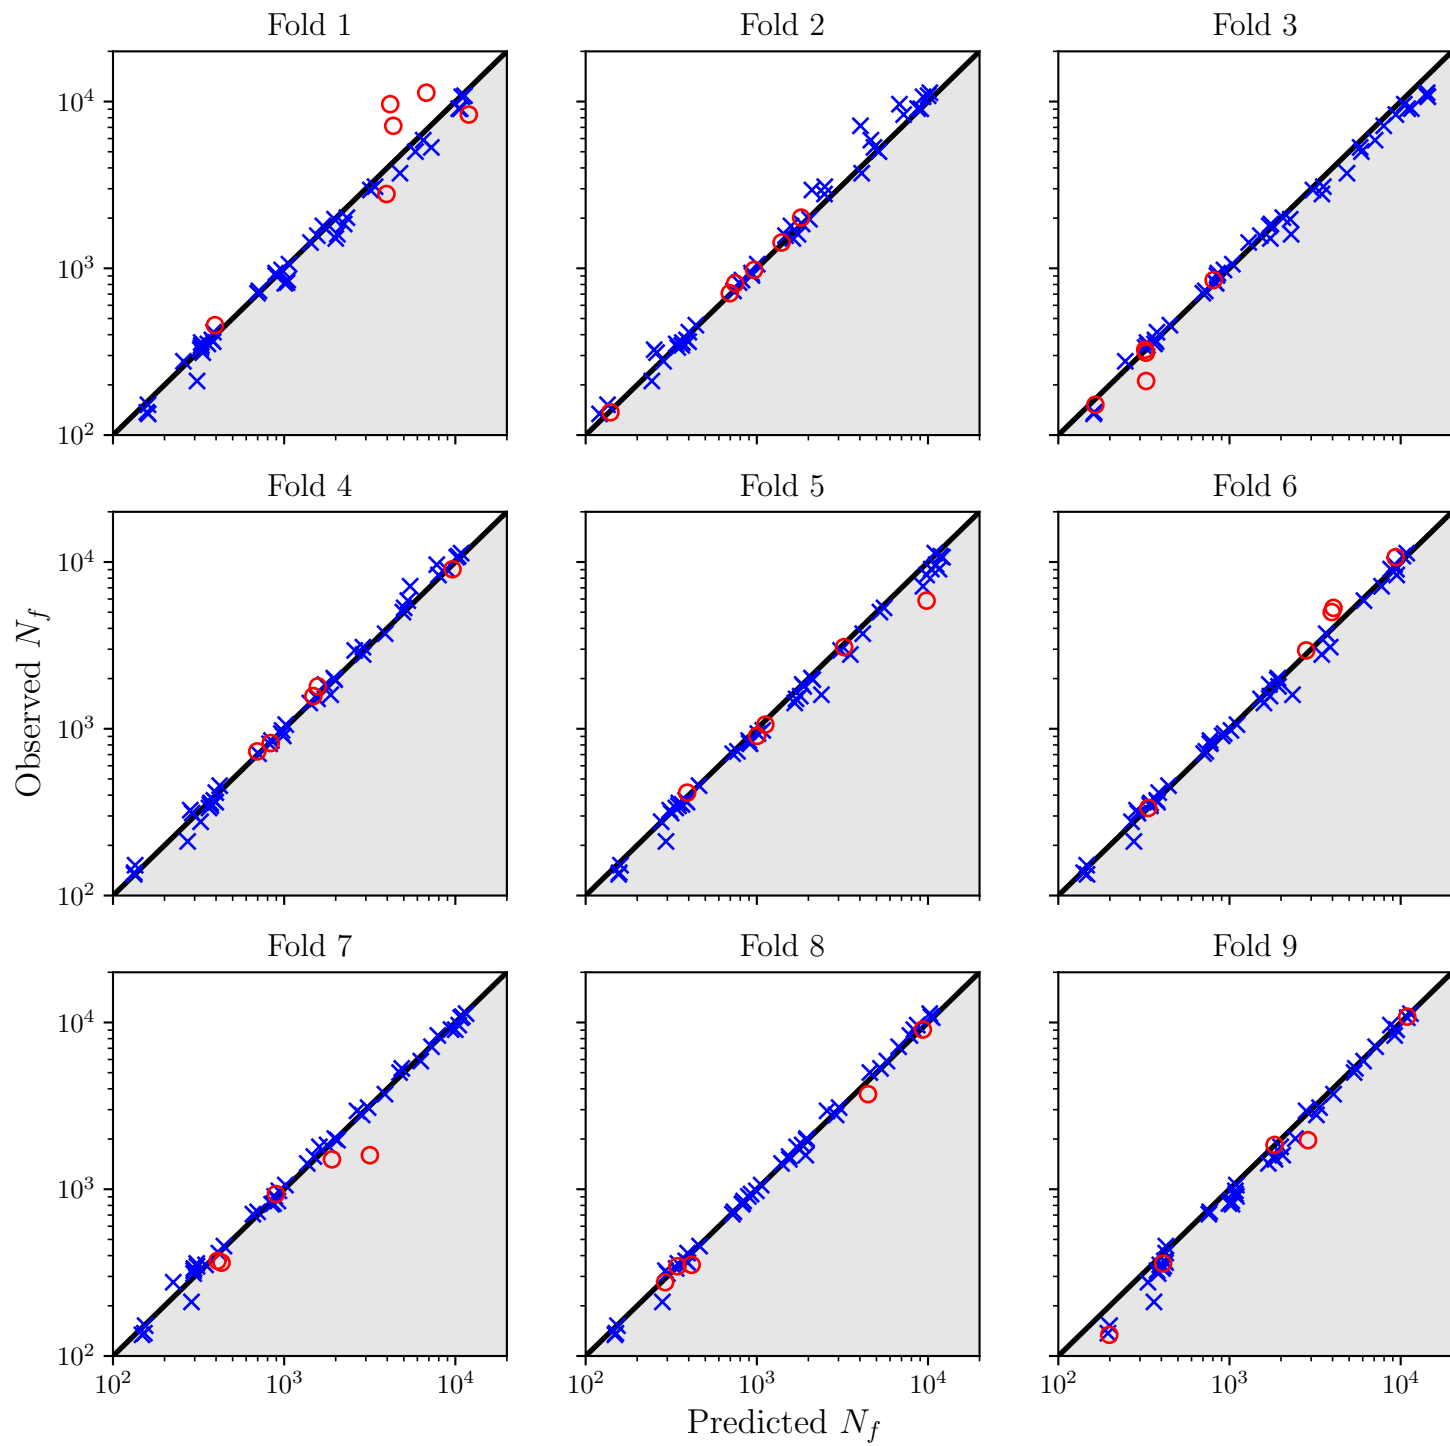 Fold 1 Fold 2 Fold 3
10^4
10^3
10^2
Fold 4 Fold 5 Fold 6
10^4
10^3
10^2
Observed N_f
Fold 7 Fold 8 Fold 9
10^4
10^3
10^2
10^2 10^3 10^4 10^2 10^3 10^4 10^2 10^3 10^4
Predicted N_f